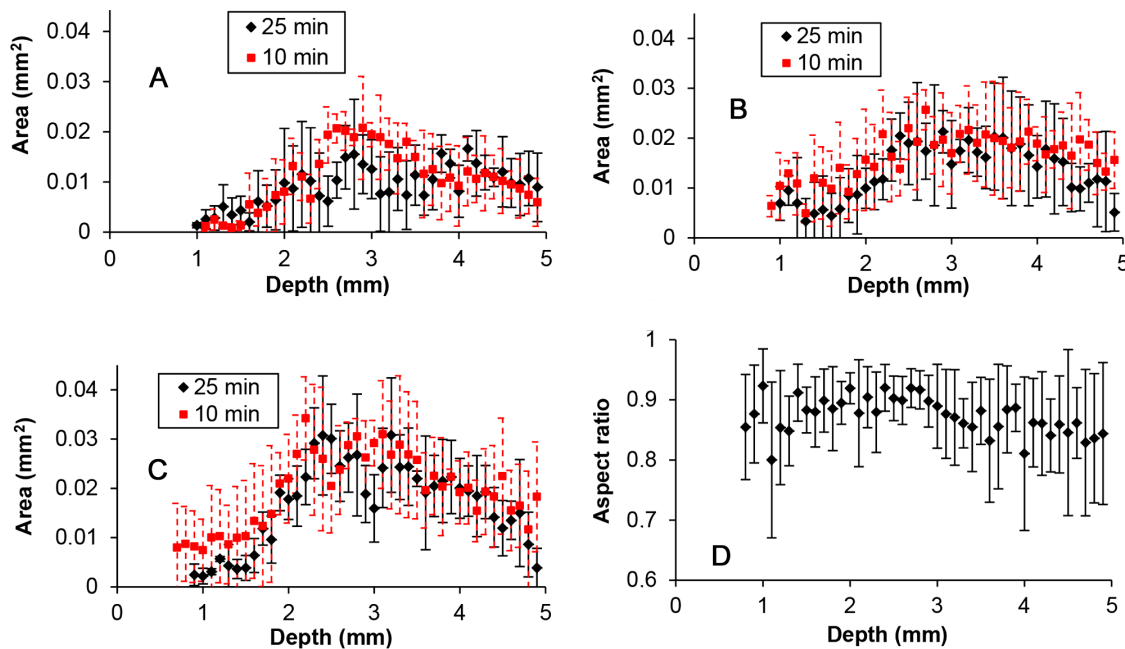 0.04
0.03
0.02
0.01
0
Area (mm²)
25 min
10 min
A
0 1 2 3 4 5
Depth (mm)
0.04
0.03
0.02
0.01
0
Area (mm²)
25 min
10 min
B
0 1 2 3 4 5
Depth (mm)
0.04
0.03
0.02
0.01
0
Area (mm²)
25 min
10 min
C
0 1 2 3 4 5
Depth (mm)
1
0.9
0.8
0.7
0.6
Aspect ratio
D
0 1 2 3 4 5
Depth (mm)